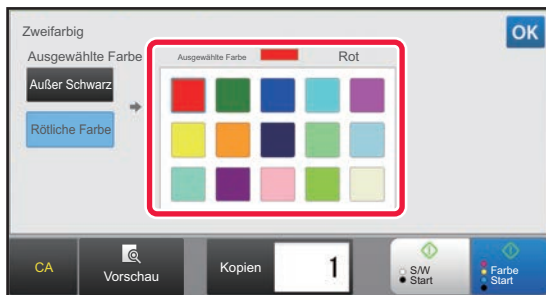 Zweifarbig
OK
Ausgewählte Farbe
Ausgewählte Farbe Rot
Außer Schwarz
Rötliche Farbe
CA
Vorschau
Kopien
1
S/W
Start
Farbe
Start